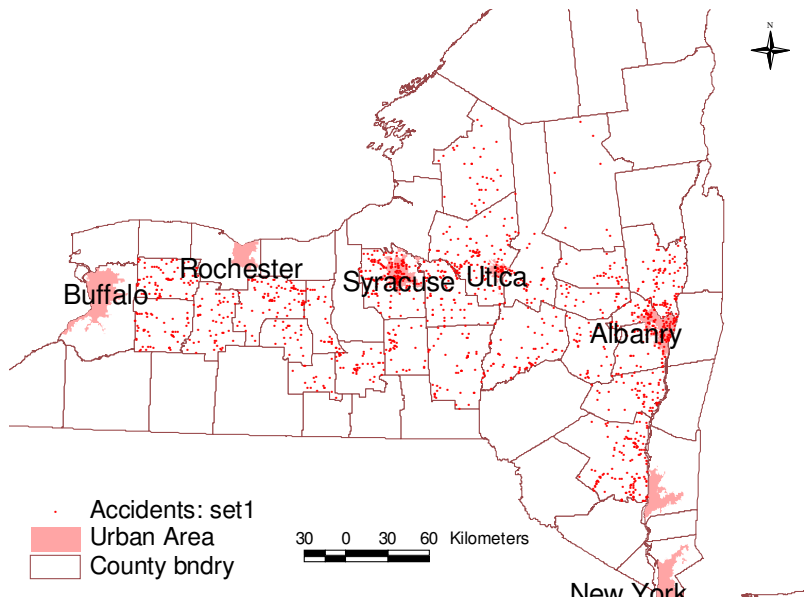 N
Rochester
Syracuse
Utica
Buffalo
Albanry
Accidents: set1
Urban Area
County bndry
30 0 30 60 Kilometers
New York